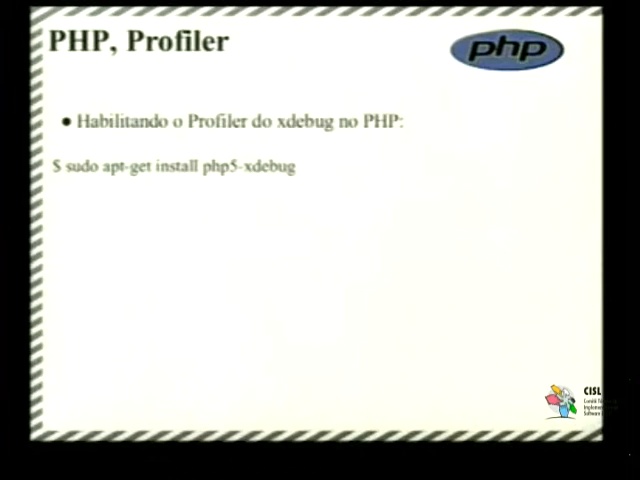 PHP, Profiler
php
● Habilitando o Profiler do xdebug no PHP:
$ sudo apt-get install php5-xdebug
CISL